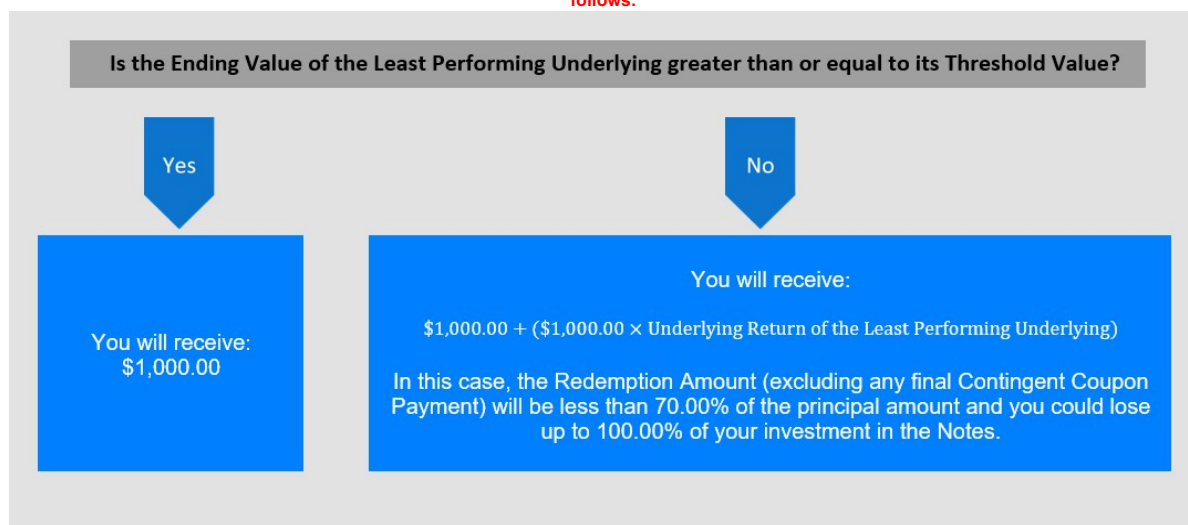 follows:
Is the Ending Value of the Least Performing Underlying greater than or equal to its Threshold Value?
Yes
No
You will receive:
$1,000.00
You will receive:
$1,000.00 + ($1,000.00 × Underlying Return of the Least Performing Underlying)
In this case, the Redemption Amount (excluding any final Contingent Coupon
Payment) will be less than 70.00% of the principal amount and you could lose
up to 100.00% of your investment in the Notes.